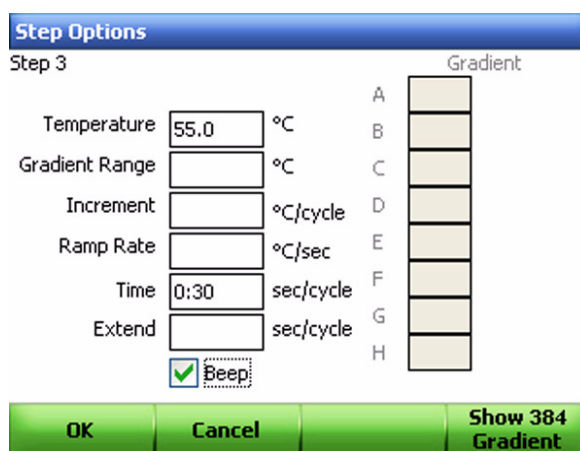 Step Options
Step 3
Gradient
A
Temperature 55.0 °C
B
Gradient Range °C
C
Increment °C/cycle
D
Ramp Rate °C/sec
E
Time 0:30 sec/cycle
F
Extend sec/cycle
G
H
Beep
OK Cancel Show 384
Gradient